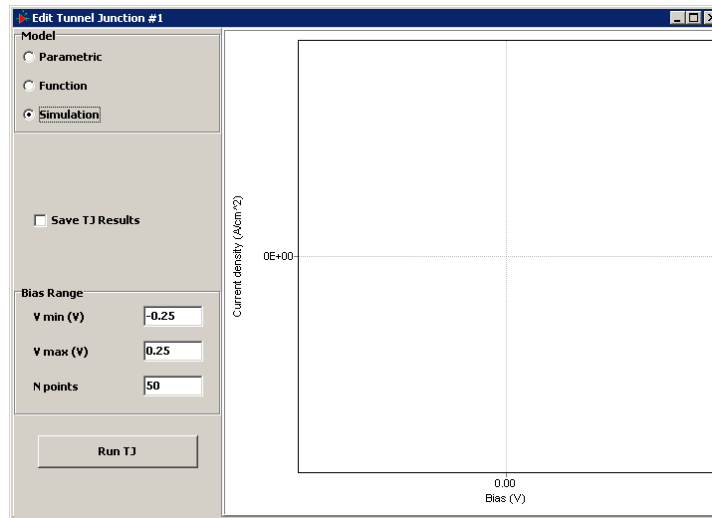 Edit Tunnel Junction #1
Model
Parametric
Function
Simulation
Save TJ Results
Bias Range
V min (V) -0.25
V max (V) 0.25
N points 50
Run TJ
Current density (A/cm^2)
0E+00
0.00
Bias (V)